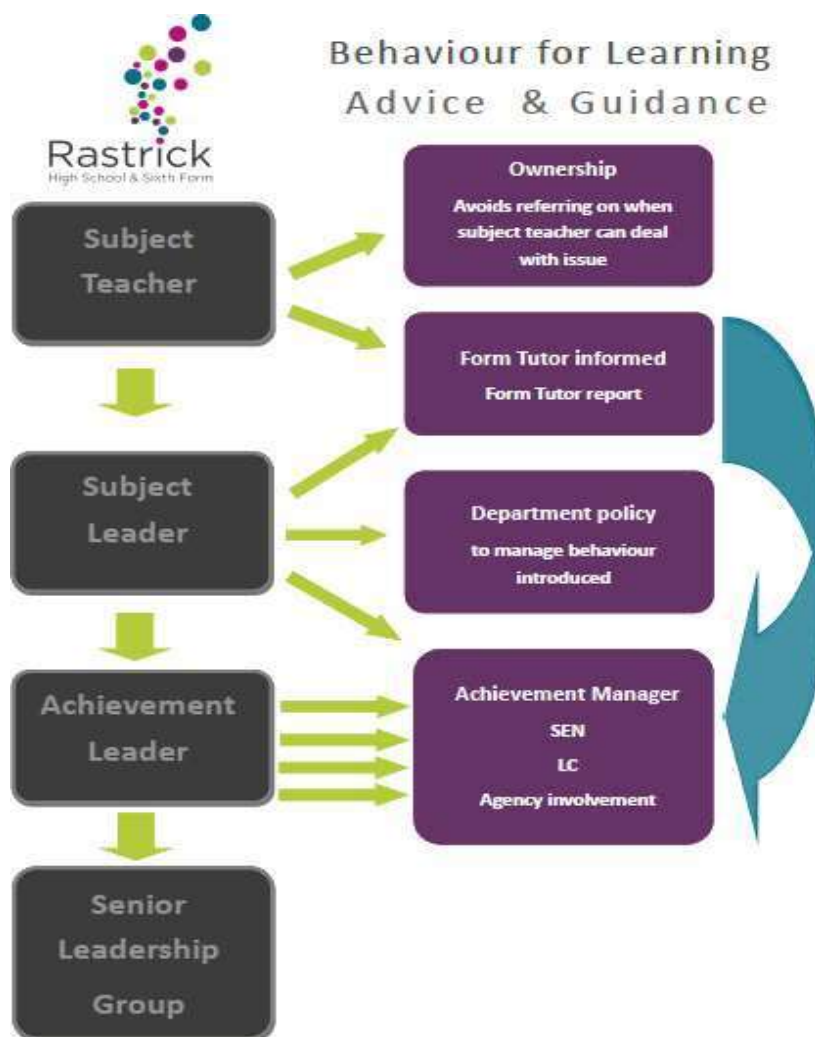 Behaviour for Learning
Advice & Guidance
Rastrick
High School & Sixth Form
Subject
Teacher
Ownership
Avoids referring on when
subject teacher can deal
with issue
Form Tutor informed
Form Tutor report
Subject
Leader
Department policy
to manage behaviour
introduced
Achievement
Leader
Achievement Manager
SEN
LC
Agency involvement
Senior
Leadership
Group